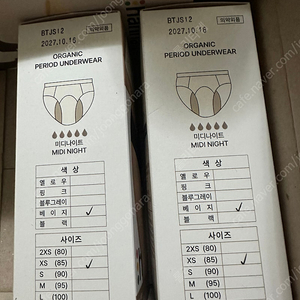 BTJS12
2027.10.16
의약외품
ORGANIC
PERIOD UNDERWEAR
미디나이트
MIDI NIGHT
색 상
옐 로 우
핑 크
블루그레이
베 이 지 ✓
블 랙
사이즈
2XS (80)
XS (85) ✓
S (90)
M (95)
L (100)
BTJS12
2027.10.16
의약외품
ORGANIC
PERIOD UNDERWEAR
미디나이트
MIDI NIGHT
색 상
옐 로 우
핑 크
블루그레이
베 이 지 ✓
블 랙
사이즈
2XS (80)
XS (85) ✓
S (90)
M (95)
L (100)